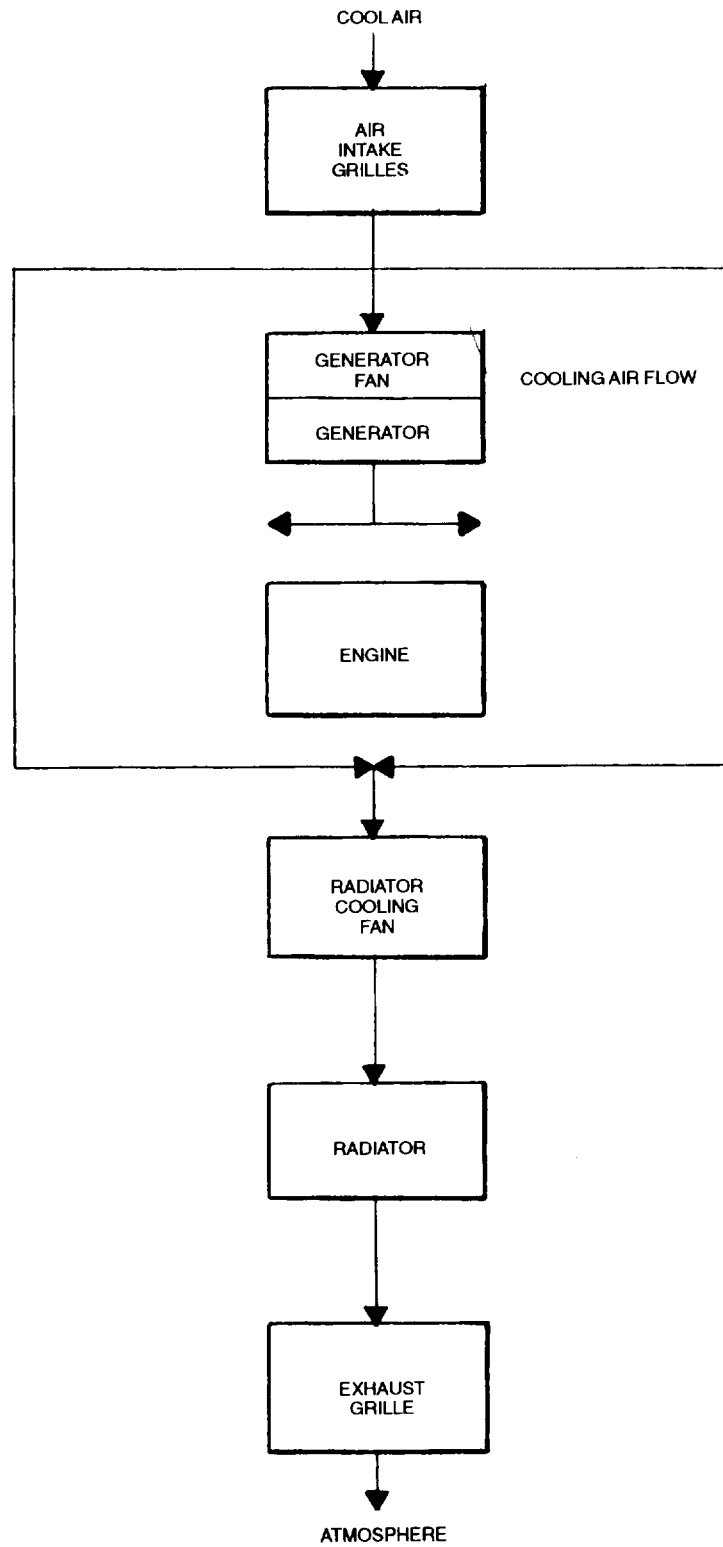 COOL AIR
AIR
INTAKE
GRILLES
GENERATOR
FAN
COOLING AIR FLOW
GENERATOR
ENGINE
RADIATOR
COOLING
FAN
RADIATOR
EXHAUST
GRILLE
ATMOSPHERE